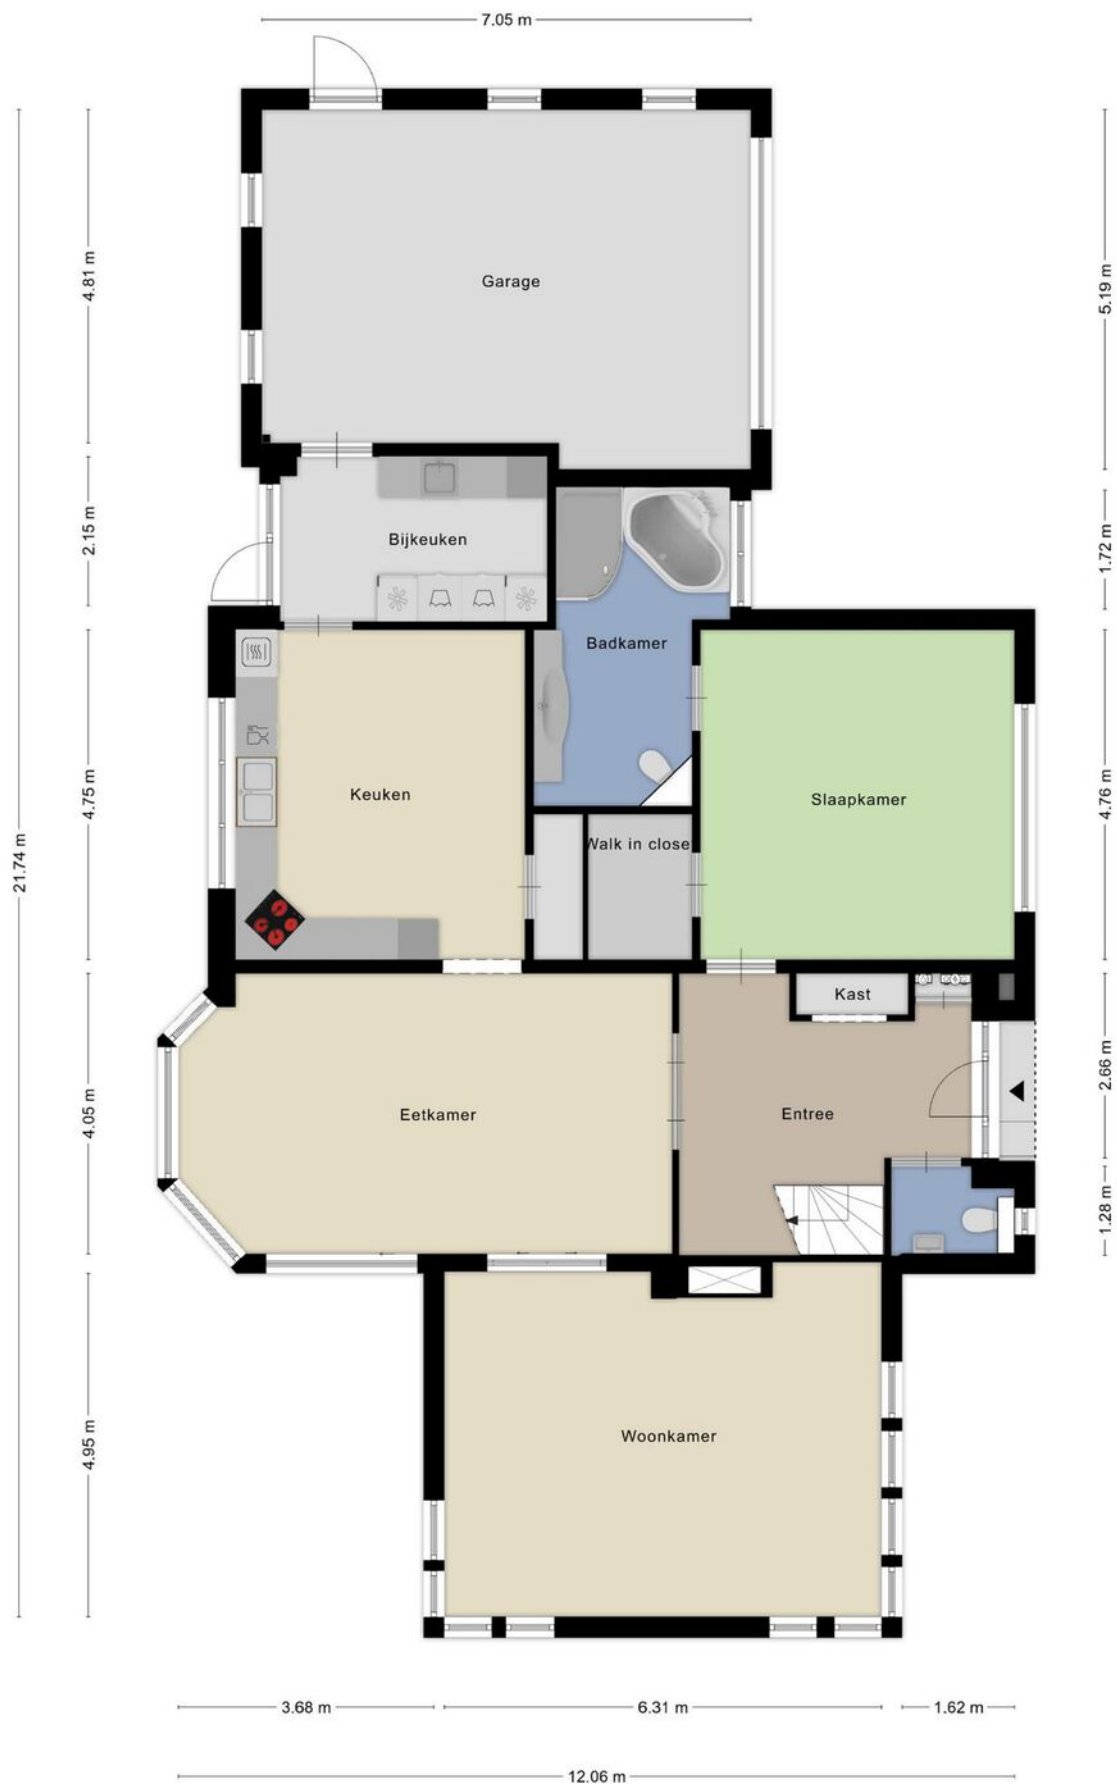 7.05 m
4.81 m
5.19 m
Garage
2.15 m
Bijkeuken
1.72 m
Badkamer
4.75 m
Keuken
Slaapkamer
4.76 m
Walk in close
21.74 m
Kast
4.05 m
Eetkamer
Entree
2.66 m
1.28 m
4.95 m
Woonkamer
3.68 m
6.31 m
1.62 m
12.06 m